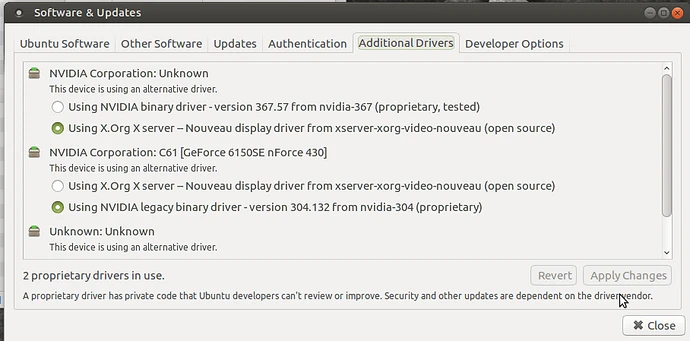 Software & Updates
Ubuntu Software
Other Software
Updates
Authentication
Additional Drivers
Developer Options
NVIDIA Corporation: Unknown
This device is using an alternative driver.
Using NVIDIA binary driver - version 367.57 from nvidia-367 (proprietary, tested)
Using X.Org X server – Nouveau display driver from xserver-xorg-video-nouveau (open source)
NVIDIA Corporation: C61 [GeForce 6150SE nForce 430]
This device is using an alternative driver.
Using X.Org X server – Nouveau display driver from xserver-xorg-video-nouveau (open source)
Using NVIDIA legacy binary driver - version 304.132 from nvidia-304 (proprietary)
Unknown: Unknown
This device is using an alternative driver.
2 proprietary drivers in use.
Revert
Apply Changes
A proprietary driver has private code that Ubuntu developers can't review or improve. Security and other updates are dependent on the driver vendor.
Close